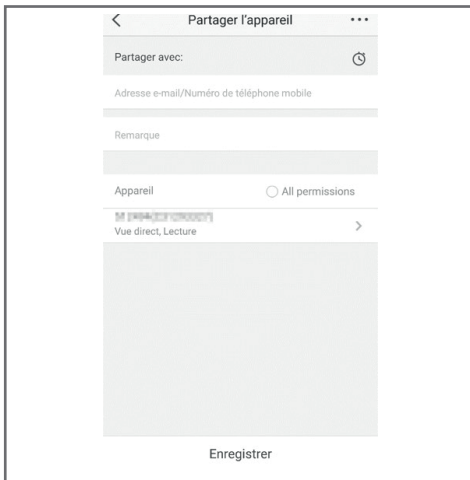 Partager l'appareil
Partager avec:
Adresse e-mail/Numéro de téléphone mobile
Remarque
Appareil All permissions
Vue direct, Lecture
Enregistrer